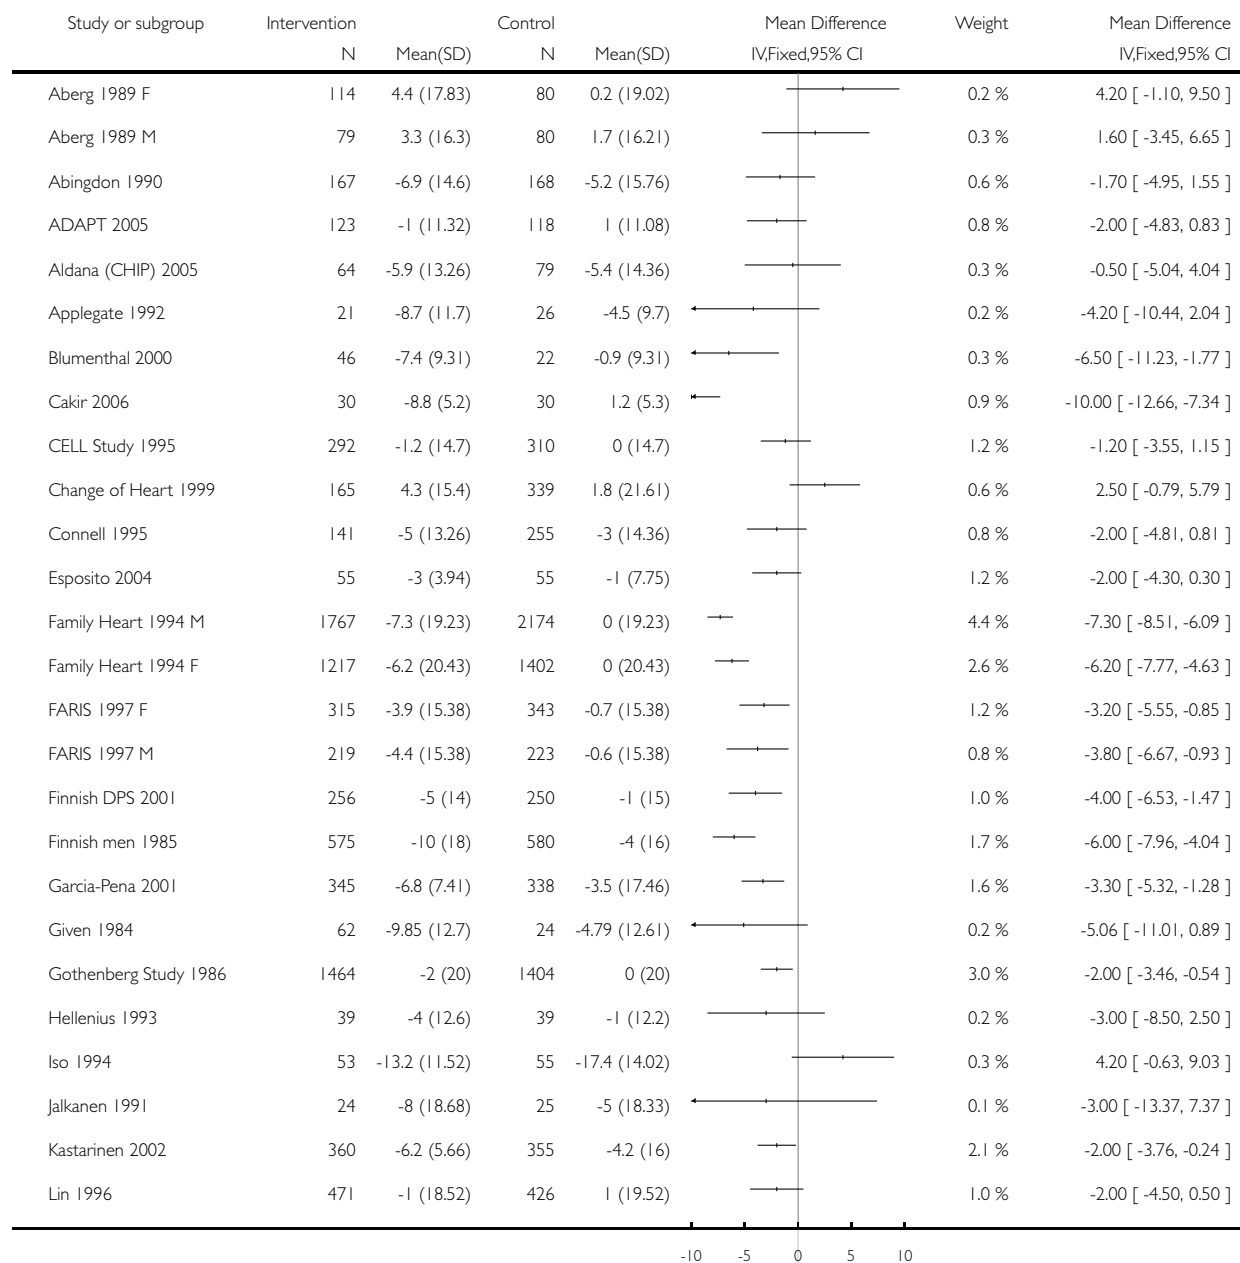 Study or subgroup Intervention Control Mean Difference Weight Mean Difference
N Mean(SD) N Mean(SD) IV,Fixed,95% CI IV,Fixed,95% CI
Aberg 1989 F 114 4.4 (17.83) 80 0.2 (19.02) 0.2 % 4.20 [ -1.10, 9.50 ]
Aberg 1989 M 79 3.3 (16.3) 80 1.7 (16.21) 0.3 % 1.60 [ -3.45, 6.65 ]
Abingdon 1990 167 -6.9 (14.6) 168 -5.2 (15.76) 0.6 % -1.70 [ -4.95, 1.55 ]
ADAPT 2005 123 -1 (11.32) 118 1 (11.08) 0.8 % -2.00 [ -4.83, 0.83 ]
Aldana (CHIP) 2005 64 -5.9 (13.26) 79 -5.4 (14.36) 0.3 % -0.50 [ -5.04, 4.04 ]
Applegate 1992 21 -8.7 (11.7) 26 -4.5 (9.7) 0.2 % -4.20 [ -10.44, 2.04 ]
Blumenthal 2000 46 -7.4 (9.31) 22 -0.9 (9.31) 0.3 % -6.50 [ -11.23, -1.77 ]
Cakir 2006 30 -8.8 (5.2) 30 1.2 (5.3) 0.9 % -10.00 [ -12.66, -7.34 ]
CELL Study 1995 292 -1.2 (14.7) 310 0 (14.7) 1.2 % -1.20 [ -3.55, 1.15 ]
Change of Heart 1999 165 4.3 (15.4) 339 1.8 (21.61) 0.6 % 2.50 [ -0.79, 5.79 ]
Connell 1995 141 -5 (13.26) 255 -3 (14.36) 0.8 % -2.00 [ -4.81, 0.81 ]
Esposito 2004 55 -3 (3.94) 55 -1 (7.75) 1.2 % -2.00 [ -4.30, 0.30 ]
Family Heart 1994 M 1767 -7.3 (19.23) 2174 0 (19.23) 4.4 % -7.30 [ -8.51, -6.09 ]
Family Heart 1994 F 1217 -6.2 (20.43) 1402 0 (20.43) 2.6 % -6.20 [ -7.77, -4.63 ]
FARIS 1997 F 315 -3.9 (15.38) 343 -0.7 (15.38) 1.2 % -3.20 [ -5.55, -0.85 ]
FARIS 1997 M 219 -4.4 (15.38) 223 -0.6 (15.38) 0.8 % -3.80 [ -6.67, -0.93 ]
Finnish DPS 2001 256 -5 (14) 250 -1 (15) 1.0 % -4.00 [ -6.53, -1.47 ]
Finnish men 1985 575 -10 (18) 580 -4 (16) 1.7 % -6.00 [ -7.96, -4.04 ]
Garcia-Pena 2001 345 -6.8 (7.41) 338 -3.5 (17.46) 1.6 % -3.30 [ -5.32, -1.28 ]
Given 1984 62 -9.85 (12.7) 24 -4.79 (12.61) 0.2 % -5.06 [ -11.01, 0.89 ]
Gothenberg Study 1986 1464 -2 (20) 1404 0 (20) 3.0 % -2.00 [ -3.46, -0.54 ]
Hellenius 1993 39 -4 (12.6) 39 -1 (12.2) 0.2 % -3.00 [ -8.50, 2.50 ]
Iso 1994 53 -13.2 (11.52) 55 -17.4 (14.02) 0.3 % 4.20 [ -0.63, 9.03 ]
Jalkanen 1991 24 -8 (18.68) 25 -5 (18.33) 0.1 % -3.00 [ -13.37, 7.37 ]
Kastarinen 2002 360 -6.2 (5.66) 355 -4.2 (16) 2.1 % -2.00 [ -3.76, -0.24 ]
Lin 1996 471 -1 (18.52) 426 1 (19.52) 1.0 % -2.00 [ -4.50, 0.50 ]
-10 -5 0 5 10